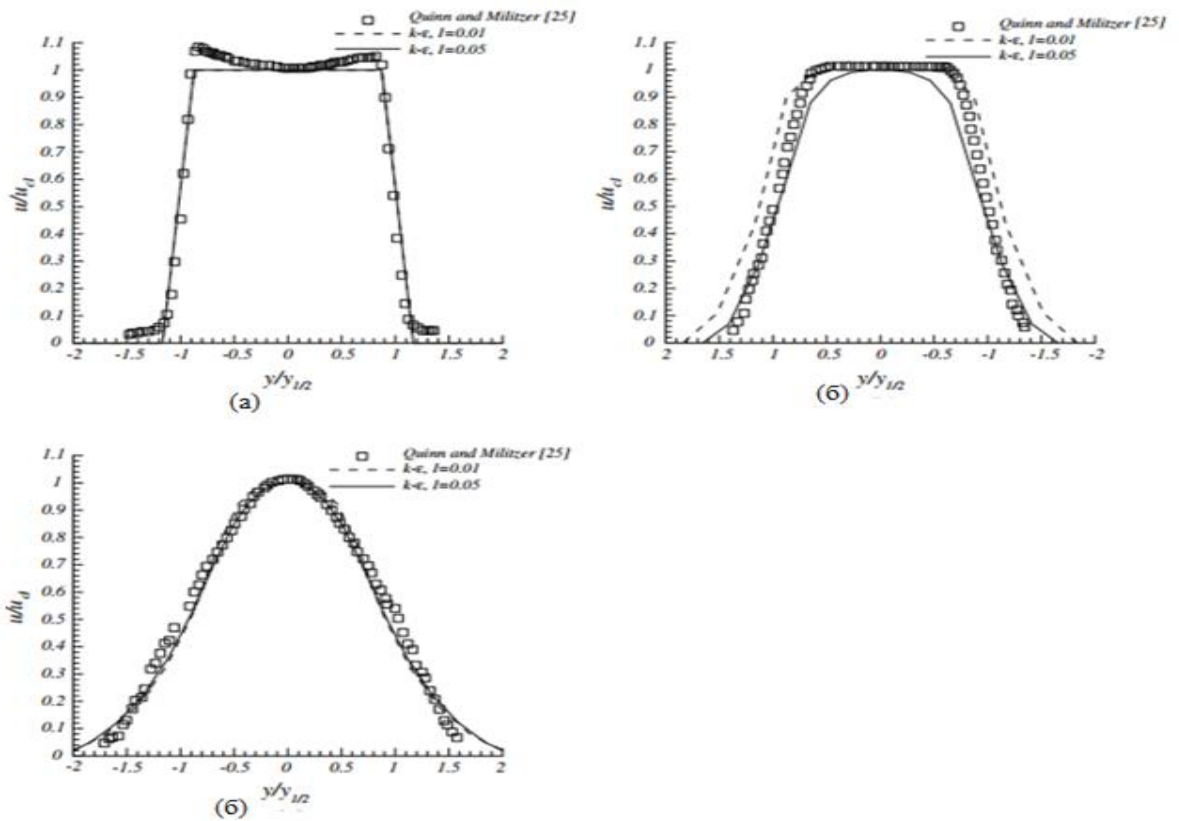 Quinn and Militzer [25]
k-ε, I=0.01
k-ε, I=0.05
1.1
1
0.9
0.8
0.7
0.6
0.5
0.4
0.3
0.2
0.1
0
u/u_cl
-2 -1.5 -1 -0.5 0 0.5 1 1.5 2
y/y_1/2
(а)
Quinn and Militzer [25]
k-ε, I=0.01
k-ε, I=0.05
1.1
1
0.9
0.8
0.7
0.6
0.5
0.4
0.3
0.2
0.1
0
u/u_cl
2 1.5 1 0.5 0 -0.5 -1 -1.5 -2
y/y_1/2
(б)
Quinn and Militzer [25]
k-ε, I=0.01
k-ε, I=0.05
1.1
1
0.9
0.8
0.7
0.6
0.5
0.4
0.3
0.2
0.1
0
u/u_cl
-2 -1.5 -1 -0.5 0 0.5 1 1.5 2
y/y_1/2
(б)